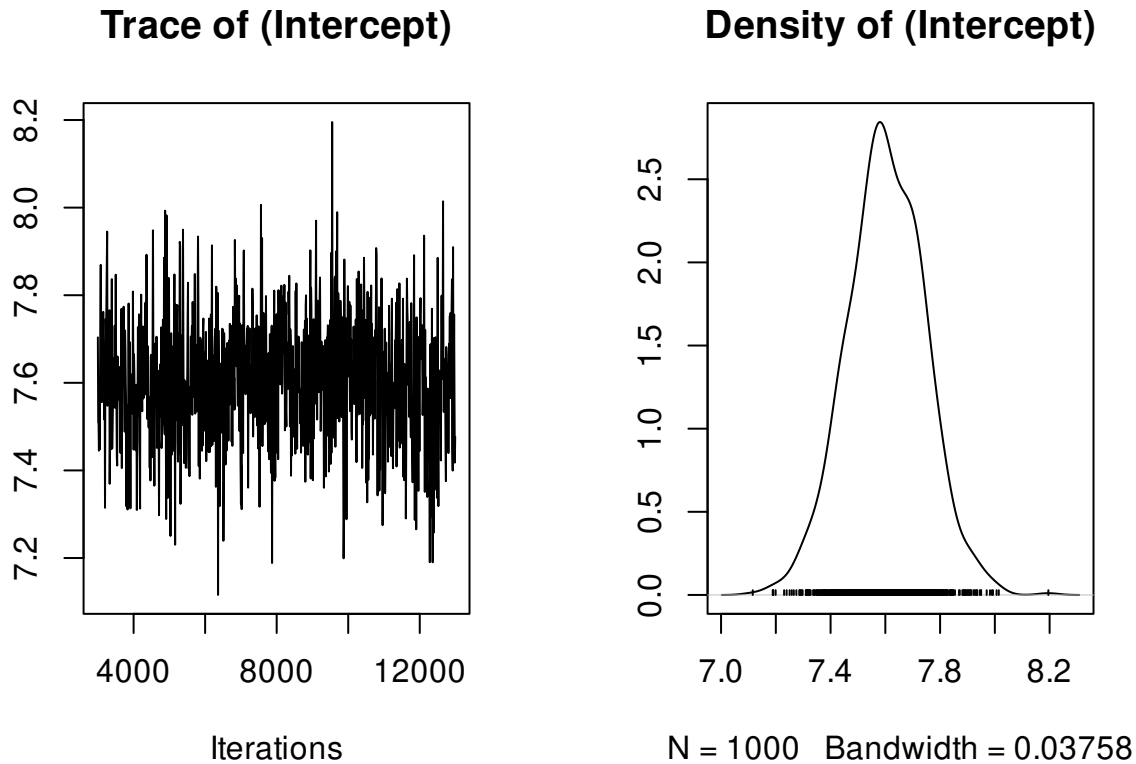 Trace of (Intercept)
8.2
8.0
7.8
7.6
7.4
7.2
4000 8000 12000
Iterations
Density of (Intercept)
2.5
2.0
1.5
1.0
0.5
0.0
7.0 7.4 7.8 8.2
N = 1000 Bandwidth = 0.03758